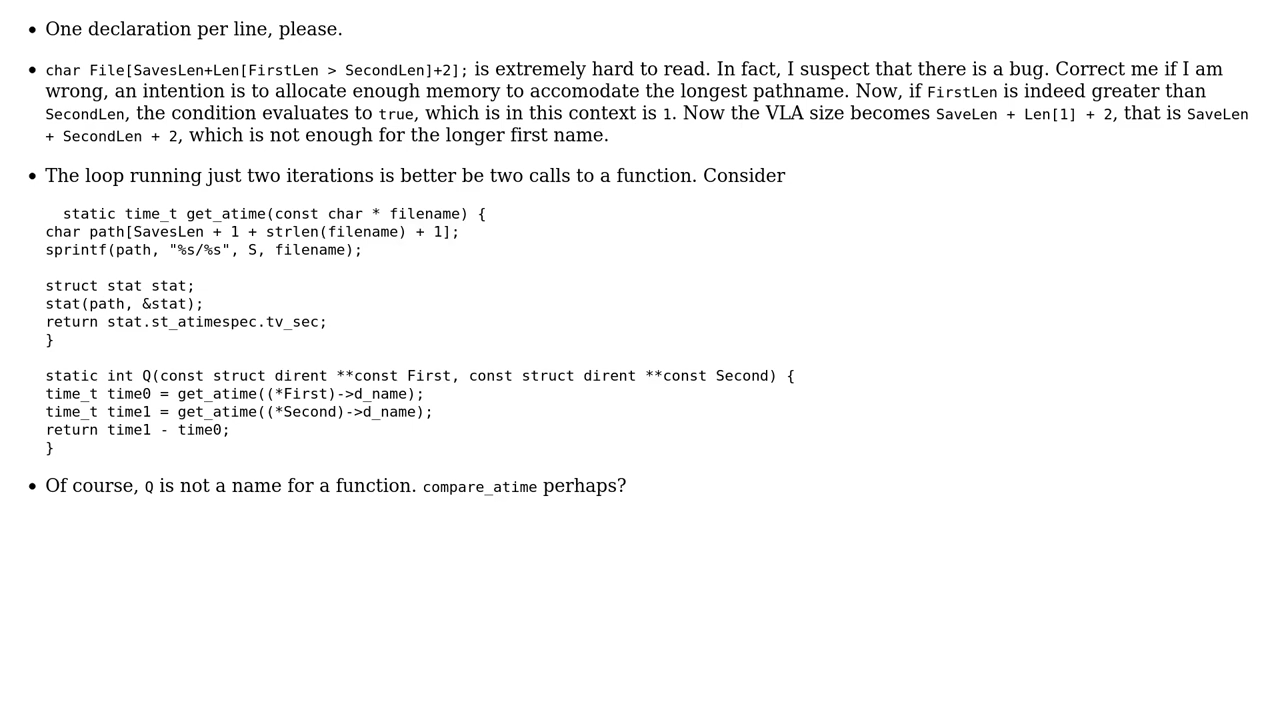 • One declaration per line, please.
• char File[SavesLen+Len[FirstLen > SecondLen]+2]; is extremely hard to read. In fact, I suspect that there is a bug. Correct me if I am
wrong, an intention is to allocate enough memory to accomodate the longest pathname. Now, if FirstLen is indeed greater than
SecondLen, the condition evaluates to true, which is in this context is 1. Now the VLA size becomes SaveLen + Len[1] + 2, that is SaveLen
+ SecondLen + 2, which is not enough for the longer first name.
• The loop running just two iterations is better be two calls to a function. Consider
  static time_t get_atime(const char * filename) {
char path[SavesLen + 1 + strlen(filename) + 1];
sprintf(path, "%s/%s", S, filename);

struct stat stat;
stat(path, &stat);
return stat.st_atimespec.tv_sec;
}

static int Q(const struct dirent **const First, const struct dirent **const Second) {
time_t time0 = get_atime((*First)->d_name);
time_t time1 = get_atime((*Second)->d_name);
return time1 - time0;
}
• Of course, Q is not a name for a function. compare_atime perhaps?